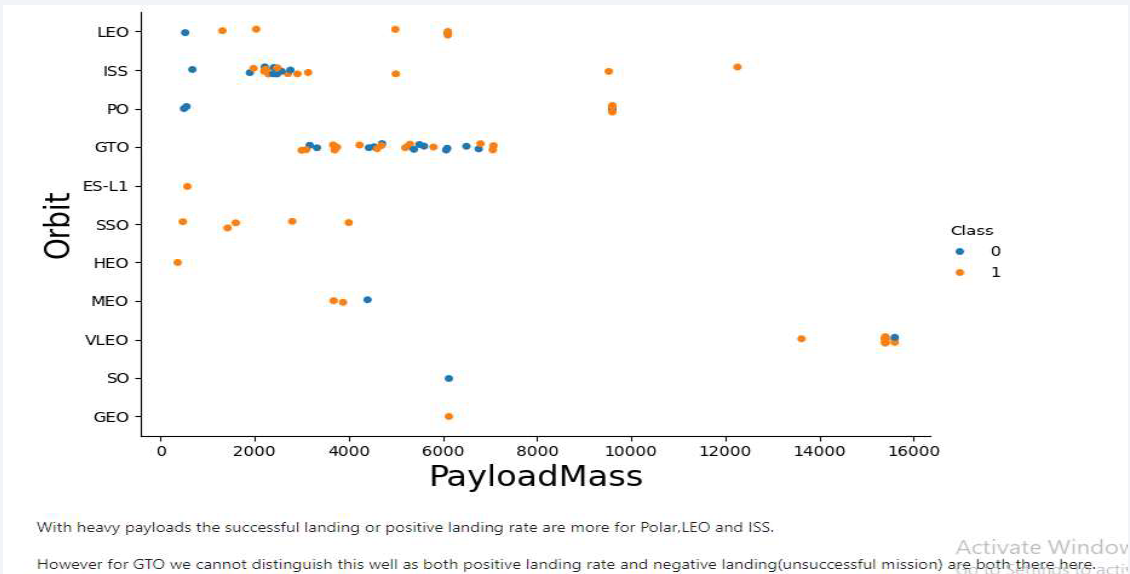 LEO
ISS
PO
GTO
ES-L1
SSO
HEO
MEO
VLEO
SO
GEO
Orbit
0 2000 4000 6000 8000 10000 12000 14000 16000
PayloadMass
Class
0
1
With heavy payloads the successful landing or positive landing rate are more for Polar,LEO and ISS.
Activate Window
However for GTO we cannot distinguish this well as both positive landing rate and negative landing(unsuccessful mission) are both there here.